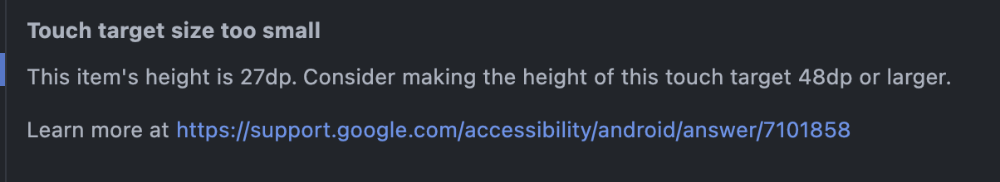 Touch target size too small
This item's height is 27dp. Consider making the height of this touch target 48dp or larger.
Learn more at https://support.google.com/accessibility/android/answer/7101858